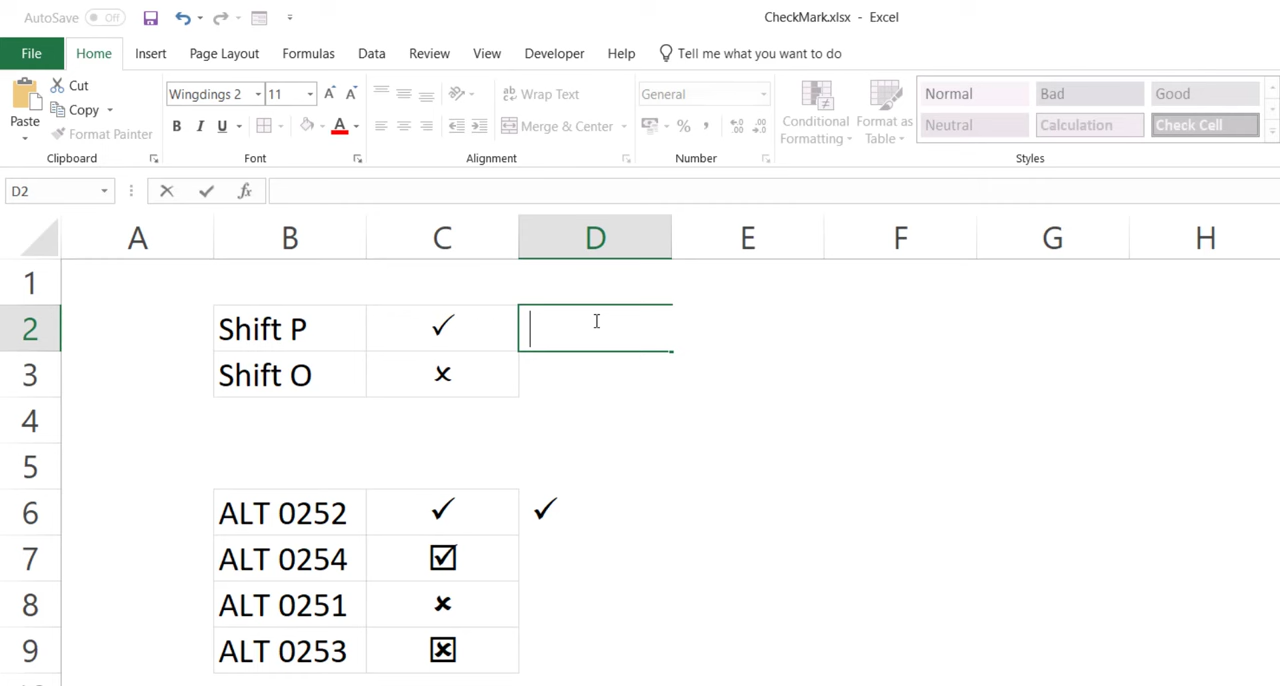 AutoSave Off CheckMark.xlsx - Excel
File Home Insert Page Layout Formulas Data Review View Developer Help Tell me what you want to do
Paste Cut Copy Format Painter
Wingdings 2 11 A A
B I U A
Wrap Text
Merge & Center
General
% ,
Conditional Formatting
Format as Table
Normal Bad Good
Neutral Calculation Check Cell
Clipboard Font Alignment Number Styles
D2 fx
A B C D E F G H
1
2 Shift P ✓
3 Shift O ×
4
5
6 ALT 0252 ✓ ✓
7 ALT 0254 ☑
8 ALT 0251 ×
9 ALT 0253 ☒